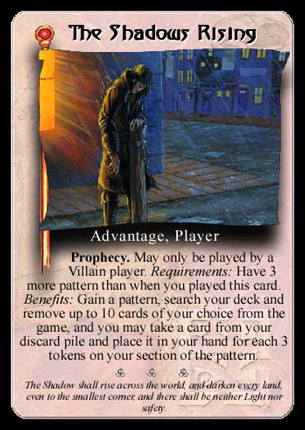 The Shadows Rising
Advantage, Player
Prophecy. May only be played by a
Villain player. Requirements: Have 3
more pattern than when you played this card.
Benefits: Gain a pattern, search your deck and
remove up to 10 cards of your choice from the
game, and you may take a card from your
discard pile and place it in your hand for each 3
tokens on your section of the pattern.
The Shadow shall rise across the world, and darken every land,
even to the smallest corner, and there shall be neither Light nor
safety.